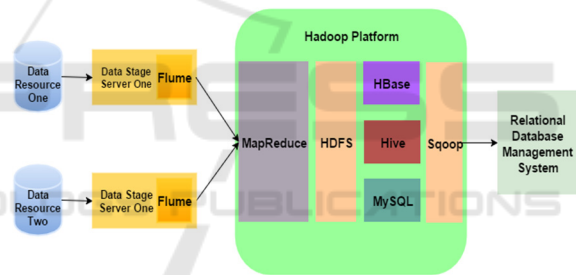 Hadoop Platform
Data
Resource
One
Data Stage
Server One
Flume
MapReduce
HDFS
HBase
Hive
MySQL
Sqoop
Relational
Database
Management
System
Data
Resource
Two
Data Stage
Server One
Flume
PUBLICATIONS